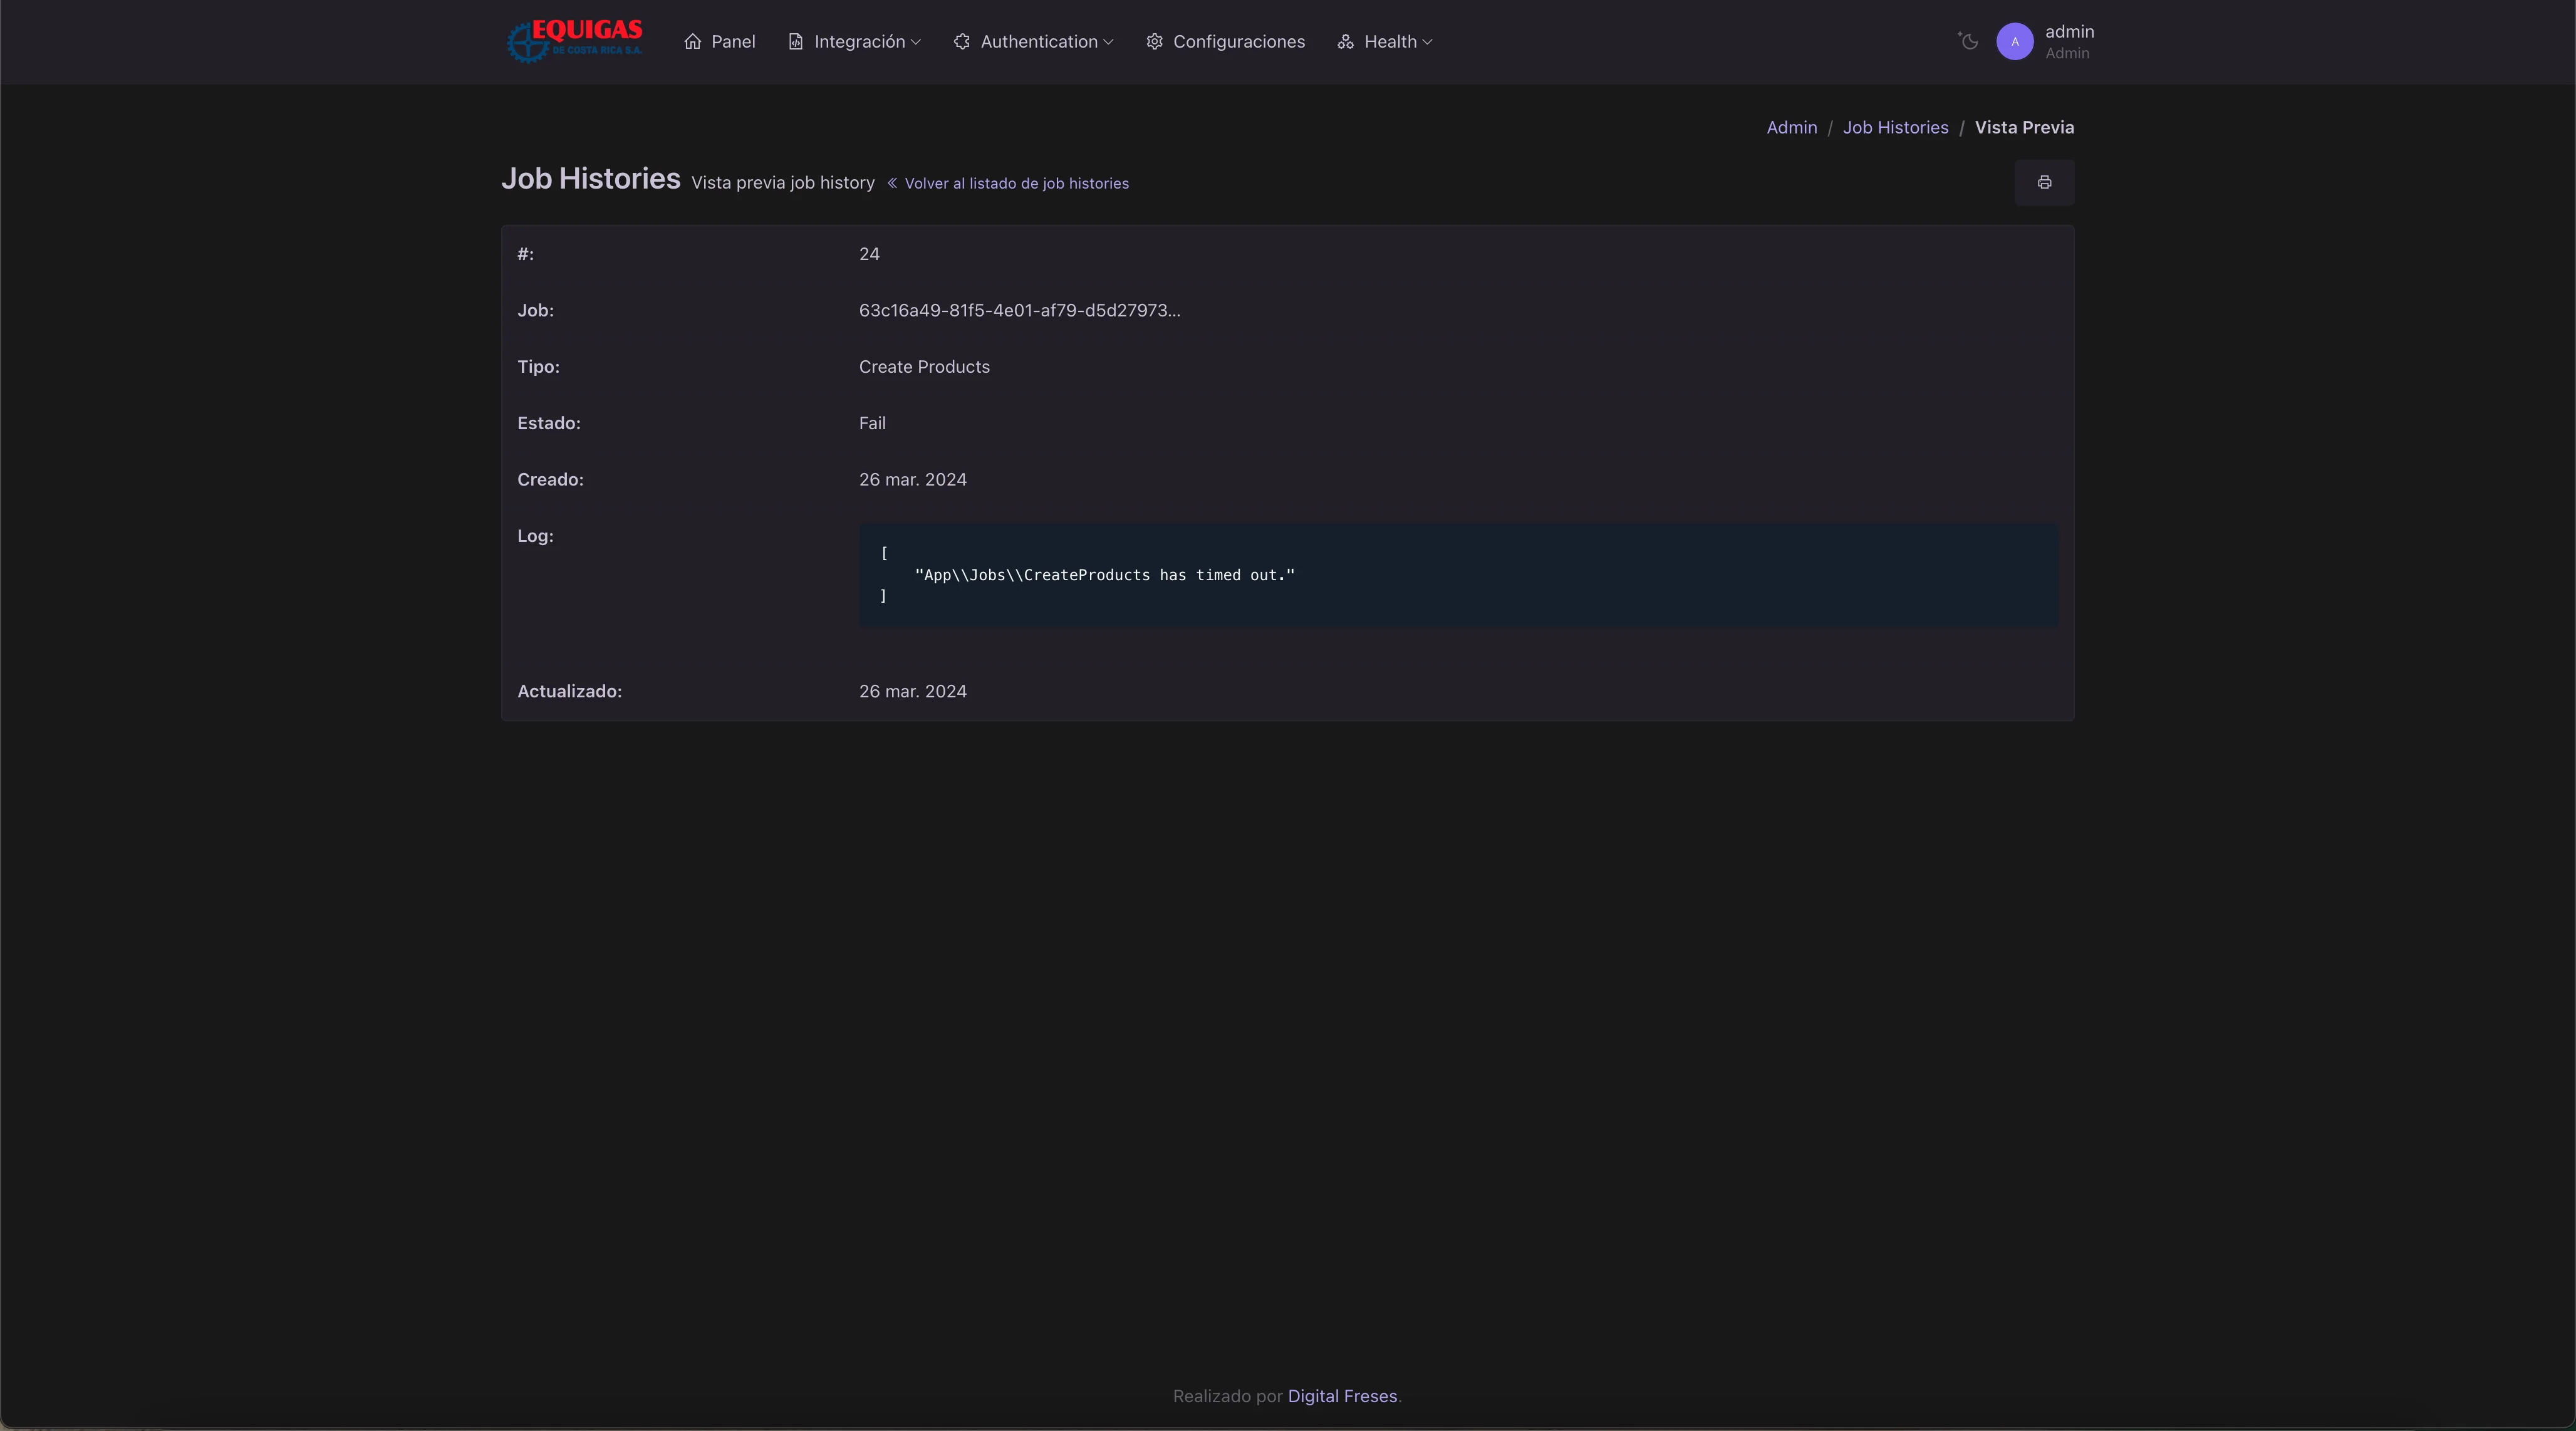 EQUIGAS
DE COSTA RICA S.A.
Panel
Integración
Authentication
Configuraciones
Health
A
admin
Admin
Admin / Job Histories / Vista Previa
Job Histories Vista previa job history « Volver al listado de job histories
#: 24
Job: 63c16a49-81f5-4e01-af79-d5d27973...
Tipo: Create Products
Estado: Fail
Creado: 26 mar. 2024
Log:
[
"App\\Jobs\\CreateProducts has timed out."
]
Actualizado: 26 mar. 2024
Realizado por Digital Freses.